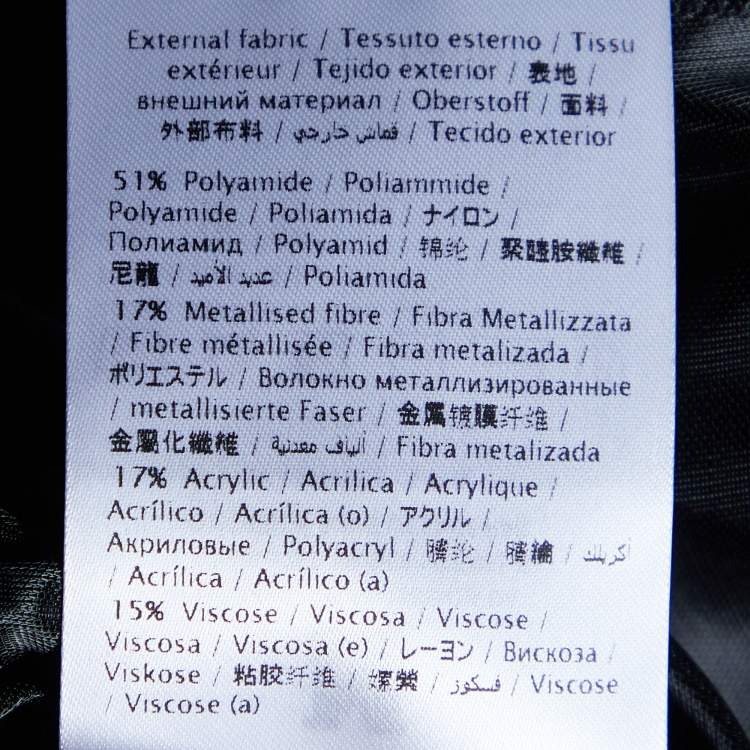 External fabric / Tessuto esterno / Tissu
extérieur / Tejido exterior / 表地 /
внешний материал / Oberstoff / 面料 /
外部布料 / قماش خارجي / Tecido exterior
51% Polyamide / Poliammide /
Polyamide / Poliamida / ナイロン /
Полиамид / Polyamid / 锦纶 / 聚醯胺纖維 /
尼龍 / عديد الأميد / Poliamida
17% Metallised fibre / Fibra Metallizzata
/ Fibre métallisée / Fibra metalizada /
ポリエステル / Волокно металлизированные
/ metallisierte Faser / 金属镀膜纤维 /
金屬化纖維 / ألياف معدنية / Fibra metalizada
17% Acrylic / Acrilica / Acrylique /
Acrílico / Acrílica (o) / アクリル /
Акриловые / Polyacryl / 腈纶 / 腈綸 / أكريلك
/ Acrílica / Acrílico (a)
15% Viscose / Viscosa / Viscose /
Viscosa / Viscosa (e) / レーヨン / Вискоза /
Viskose / 粘胶纤维 / 嫘縈 / فسكوز / Viscose
/ Viscose (a)